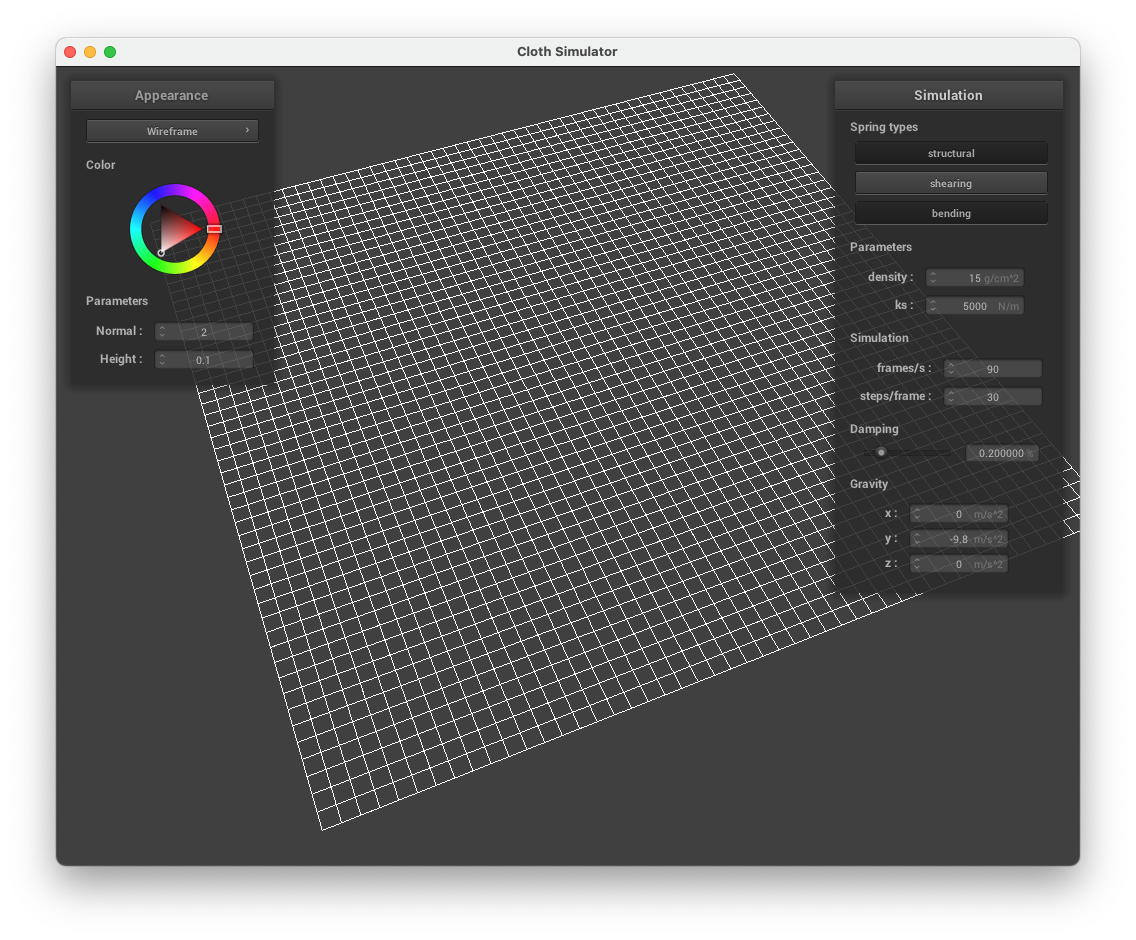 Cloth Simulator
Appearance
Wireframe
Color
Parameters
Normal : 2
Height : 0.1
Simulation
Spring types
structural
shearing
bending
Parameters
density : 15 g/cm^2
ks : 5000 N/m
Simulation
frames/s : 90
steps/frame : 30
Damping
0.200000 %
Gravity
x : 0 m/s^2
y : -9.8 m/s^2
z : 0 m/s^2